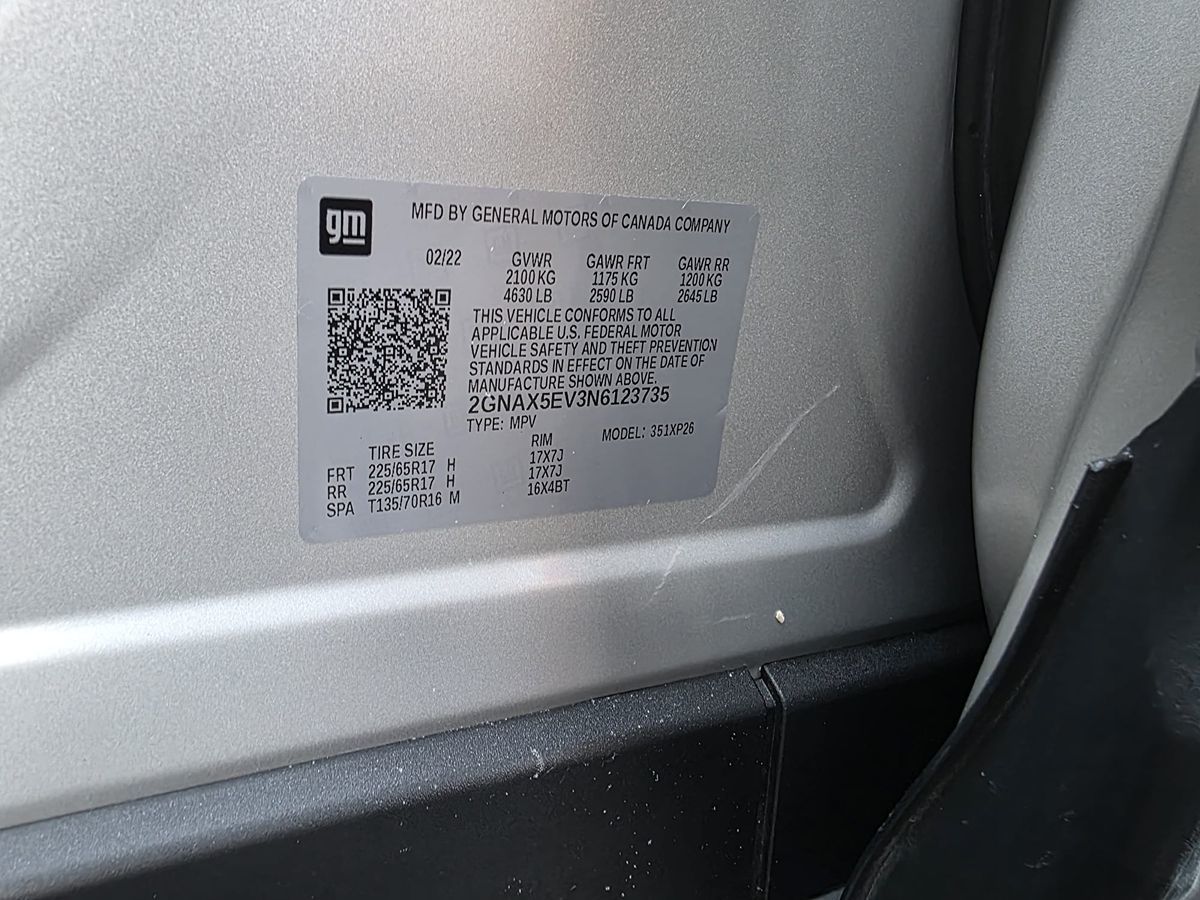 gm
MFD BY GENERAL MOTORS OF CANADA COMPANY
02/22 GVWR GAWR FRT GAWR RR
2100 KG 1175 KG 1200 KG
4630 LB 2590 LB 2645 LB
THIS VEHICLE CONFORMS TO ALL
APPLICABLE U.S. FEDERAL MOTOR
VEHICLE SAFETY AND THEFT PREVENTION
STANDARDS IN EFFECT ON THE DATE OF
MANUFACTURE SHOWN ABOVE.
2GNAX5EV3N6123735
TYPE: MPV MODEL: 351XP26
TIRE SIZE RIM
FRT 225/65R17 H 17X7J
RR 225/65R17 H 17X7J
SPA T135/70R16 M 16X4BT